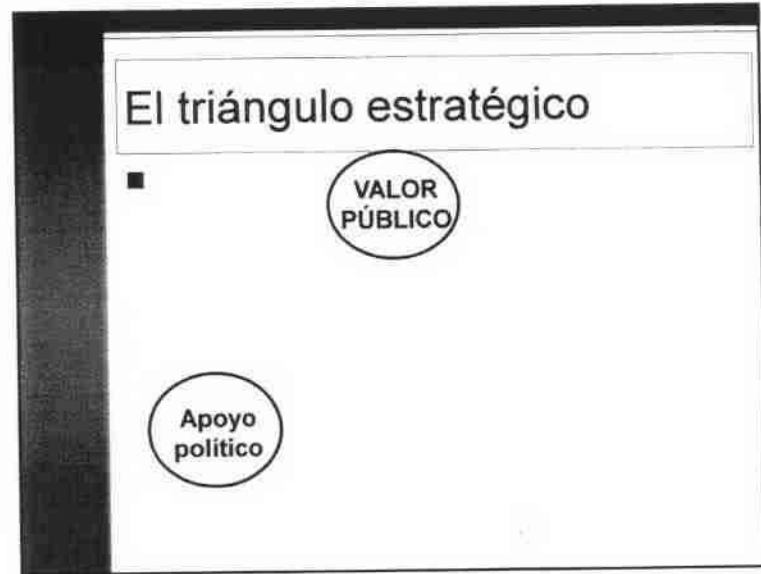 El triángulo estratégico
VALOR
PÚBLICO
Apoyo
político